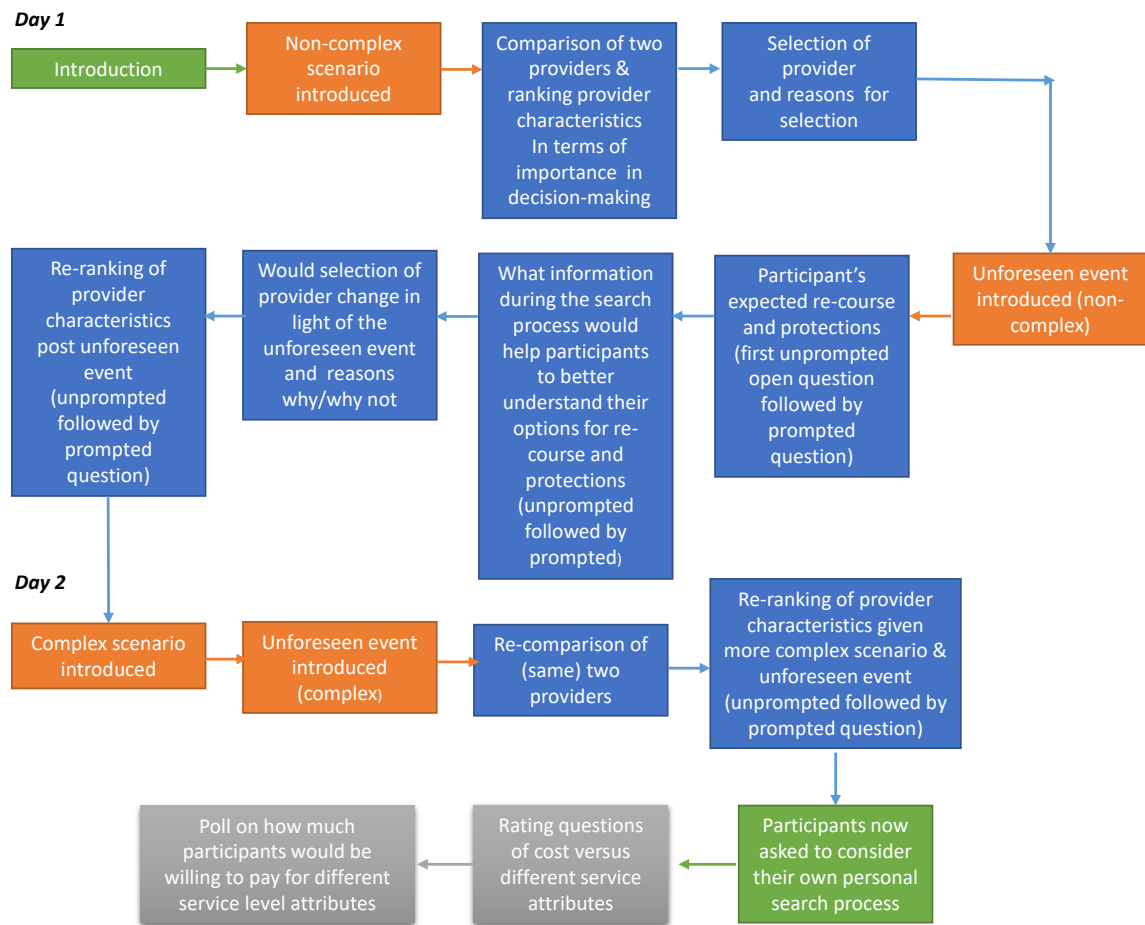 Day 1
Introduction
Non-complex
scenario
introduced
Comparison of two
providers &
ranking provider
characteristics
In terms of
importance in
decision-making
Selection of
provider
and reasons for
selection
Unforeseen event
introduced (non-
complex)
Participant's
expected re-course
and protections
(first unprompted
open question
followed by
prompted
question)
What information
during the search
process would
help participants
to better
understand their
options for re-
course and
protections
(unprompted
followed by
prompted)
Would selection of
provider change in
light of the
unforeseen event
and reasons
why/why not
Re-ranking of
provider
characteristics
post unforeseen
event
(unprompted
followed by
prompted
question)
Day 2
Complex scenario
introduced
Unforeseen event
introduced
(complex)
Re-comparison of
(same) two
providers
Re-ranking of provider
characteristics given
more complex scenario &
unforeseen event
(unprompted followed by
prompted question)
Participants now
asked to consider
their own personal
search process
Rating questions
of cost versus
different service
attributes
Poll on how much
participants would be
willing to pay for different
service level attributes